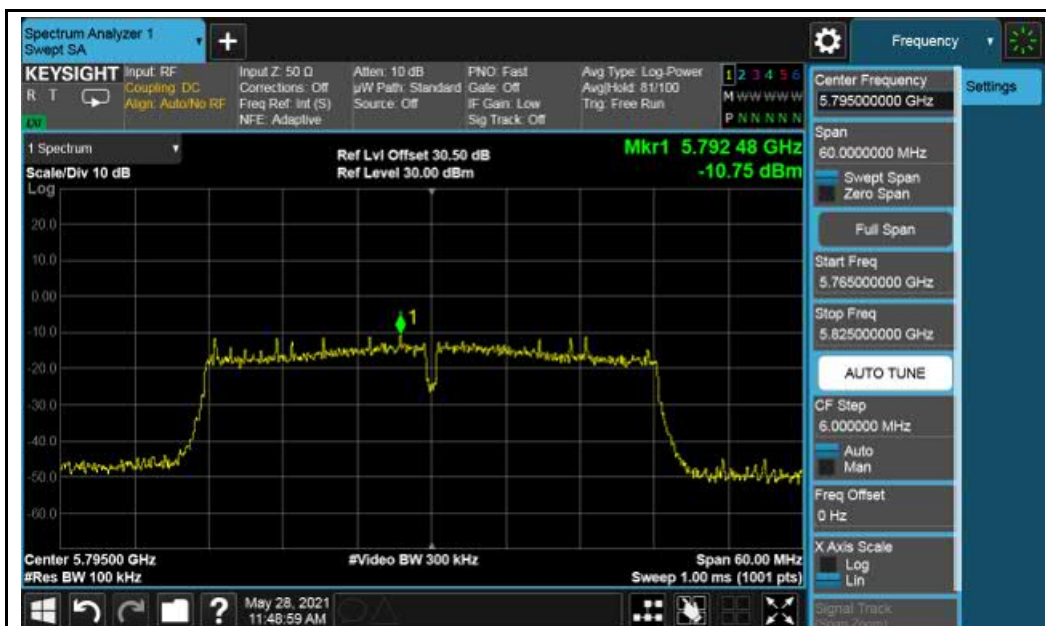 Spectrum Analyzer 1
Swept SA
+
Frequency
KEYSIGHT
R T
Input: RF
Coupling: DC
Align: Auto/No RF
Input Z: 50 Ω
Corrections: Off
Freq Ref: Int (S)
NFE: Adaptive
Atten: 10 dB
µW Path: Standard
Source: Off
PNO: Fast
Gate: Off
IF Gain: Low
Sig Track: Off
Avg Type: Log-Power
Avg|Hold: 81/100
Trig: Free Run
1 2 3 4 5 6
M W W W W W
P N N N N N
1 Spectrum
Scale/Div 10 dB
Log
Ref Lvl Offset 30.50 dB
Ref Level 30.00 dBm
Mkr1 5.792 48 GHz
-10.75 dBm
20.0
10.0
0.00
-10.0
-20.0
-30.0
-40.0
-50.0
-60.0
1
Center 5.79500 GHz
#Res BW 100 kHz
#Video BW 300 kHz
Span 60.00 MHz
Sweep 1.00 ms (1001 pts)
Center Frequency
5.795000000 GHz
Settings
Span
60.0000000 MHz
Swept Span
Zero Span
Full Span
Start Freq
5.765000000 GHz
Stop Freq
5.825000000 GHz
AUTO TUNE
CF Step
6.000000 MHz
Auto
Man
Freq Offset
0 Hz
X Axis Scale
Log
Lin
Signal Track
(Span Zoom)
?
May 28, 2021
11:48:59 AM